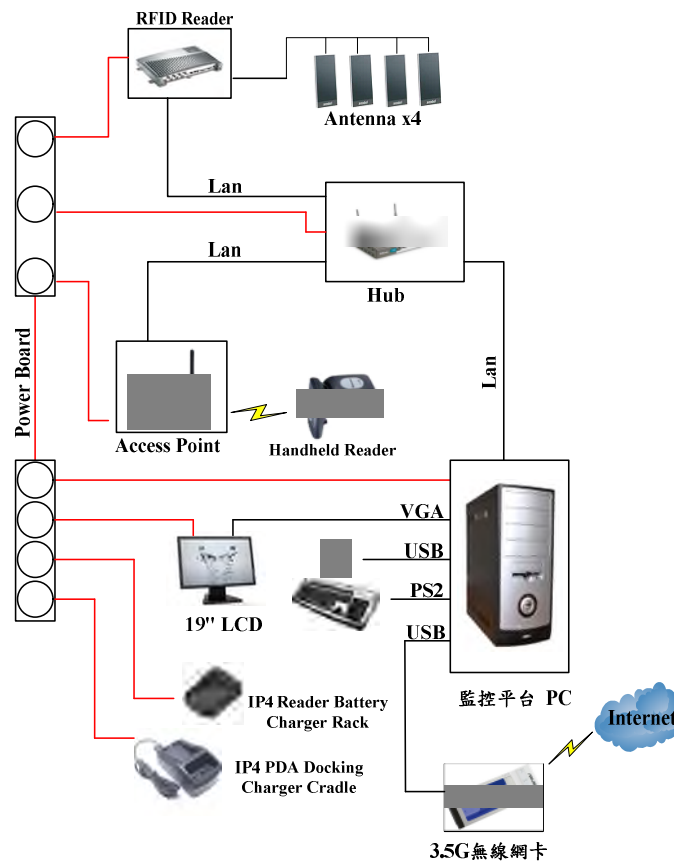 RFID Reader
Antenna x4
Lan
Lan
Hub
Lan
Power Board
Access Point
Handheld Reader
VGA
USB
PS2
USB
19" LCD
監控平台 PC
IP4 Reader Battery
Charger Rack
Internet
IP4 PDA Docking
Charger Cradle
3.5G無線網卡